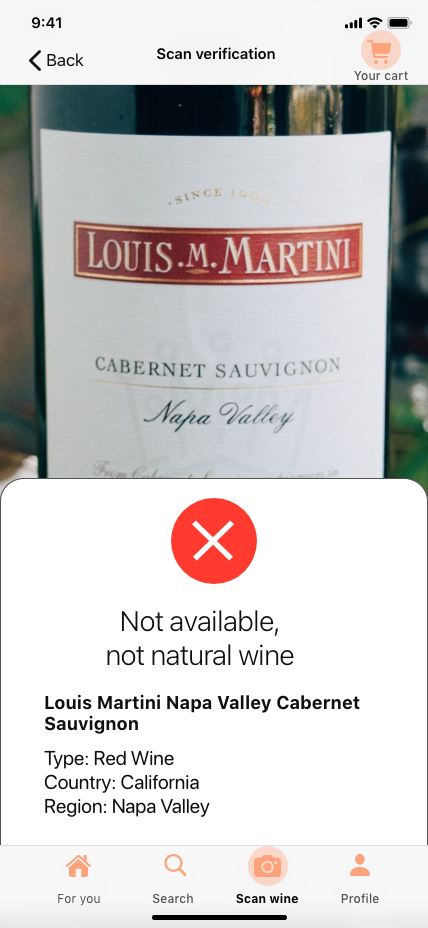 9:41
Back
Scan verification
Your cart
SINCE
LOUIS M. MARTINI
CABERNET SAUVIGNON
Napa Valley
From Cabernet
Not available,
not natural wine
Louis Martini Napa Valley Cabernet
Sauvignon
Type: Red Wine
Country: California
Region: Napa Valley
For you
Search
Scan wine
Profile